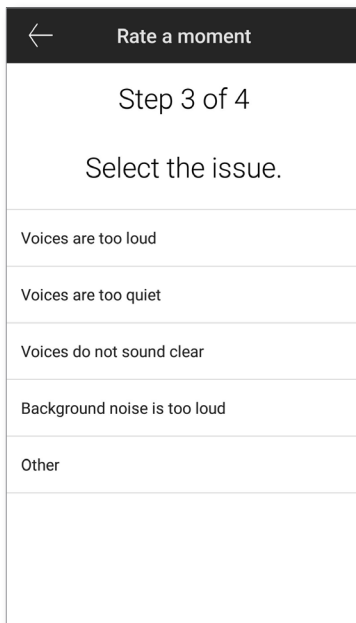 Rate a moment
Step 3 of 4
Select the issue.
Voices are too loud
Voices are too quiet
Voices do not sound clear
Background noise is too loud
Other